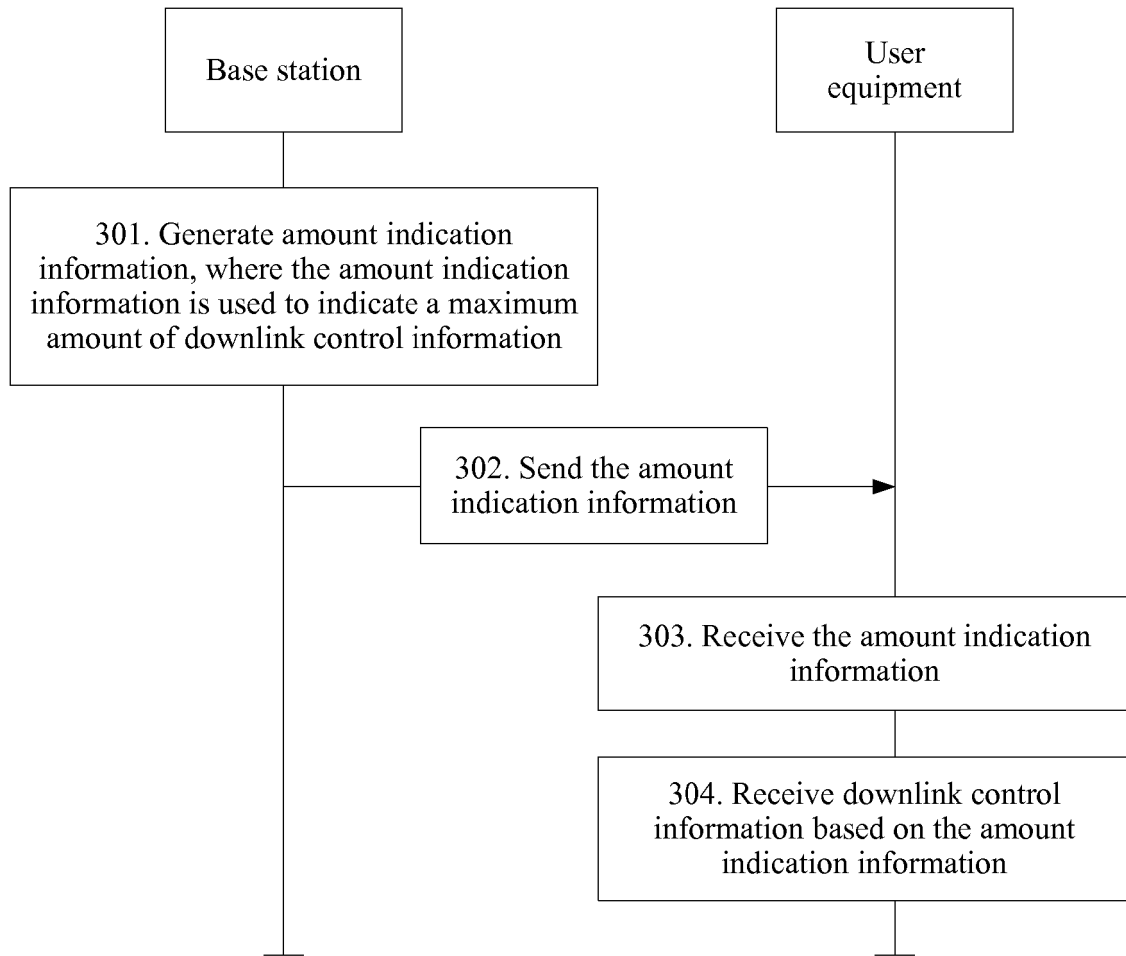 Base station
User
equipment
301. Generate amount indication
information, where the amount indication
information is used to indicate a maximum
amount of downlink control information
302. Send the amount
indication information
303. Receive the amount indication
information
304. Receive downlink control
information based on the amount
indication information